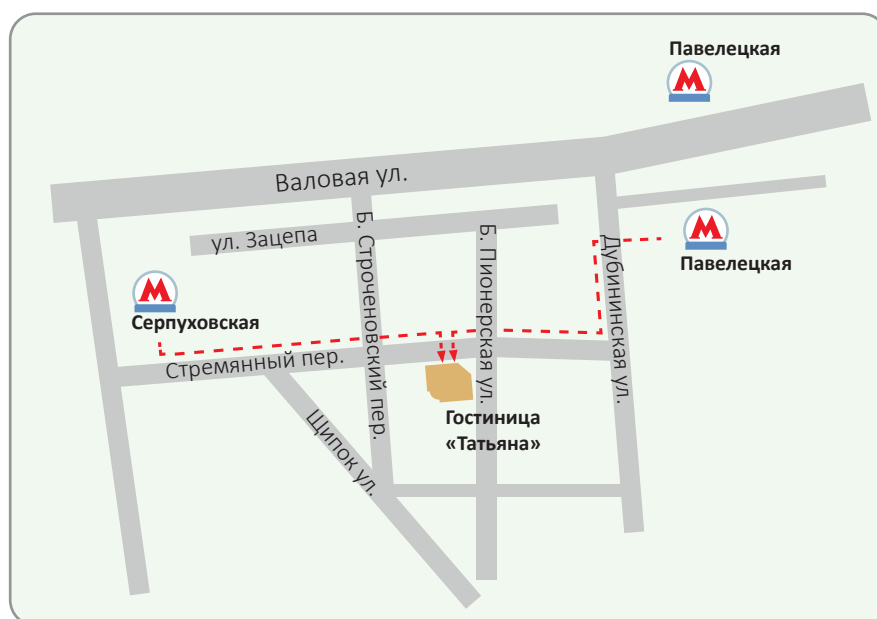 Павелецкая
М
Валовая ул.
ул. Зацепа
Б. Строченовский пер.
Б. Пионерская ул.
Дубининская ул.
М
Павелецкая
М
Серпуховская
Стремянный пер.
Щипок ул.
Гостиница
«Татьяна»